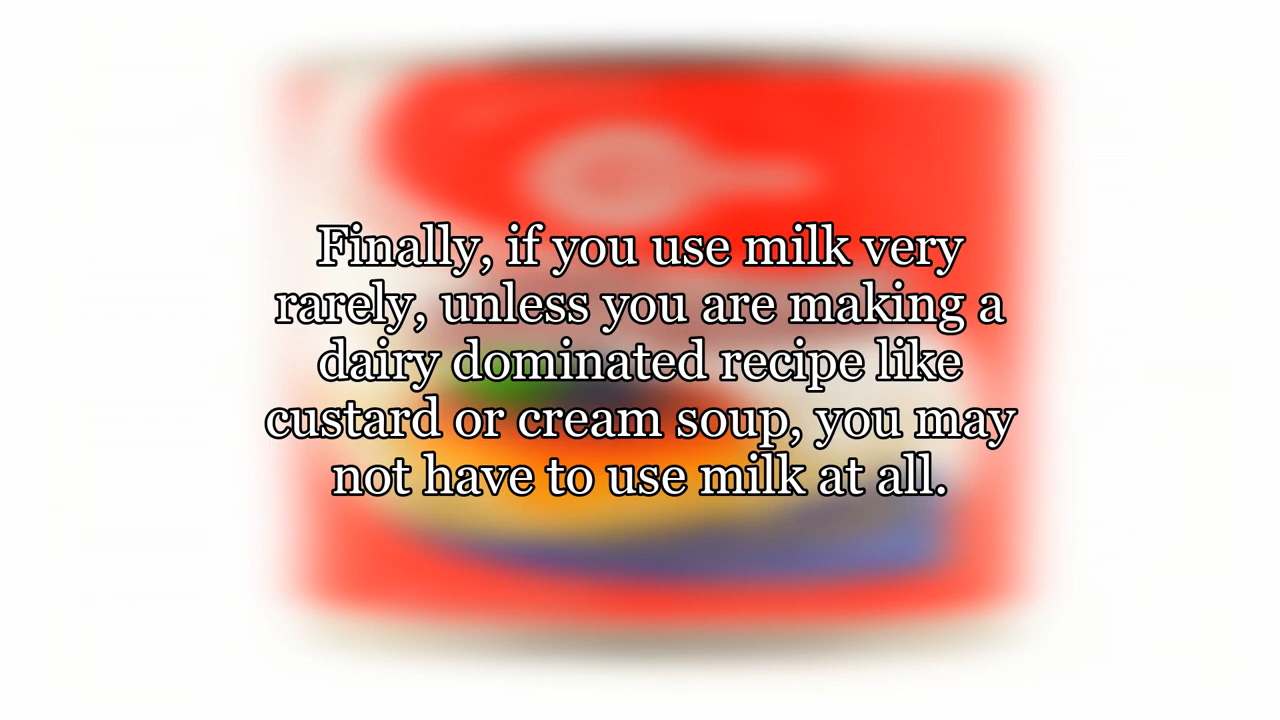 Finally, if you use milk very
rarely, unless you are making a
dairy dominated recipe like
custard or cream soup, you may
not have to use milk at all.